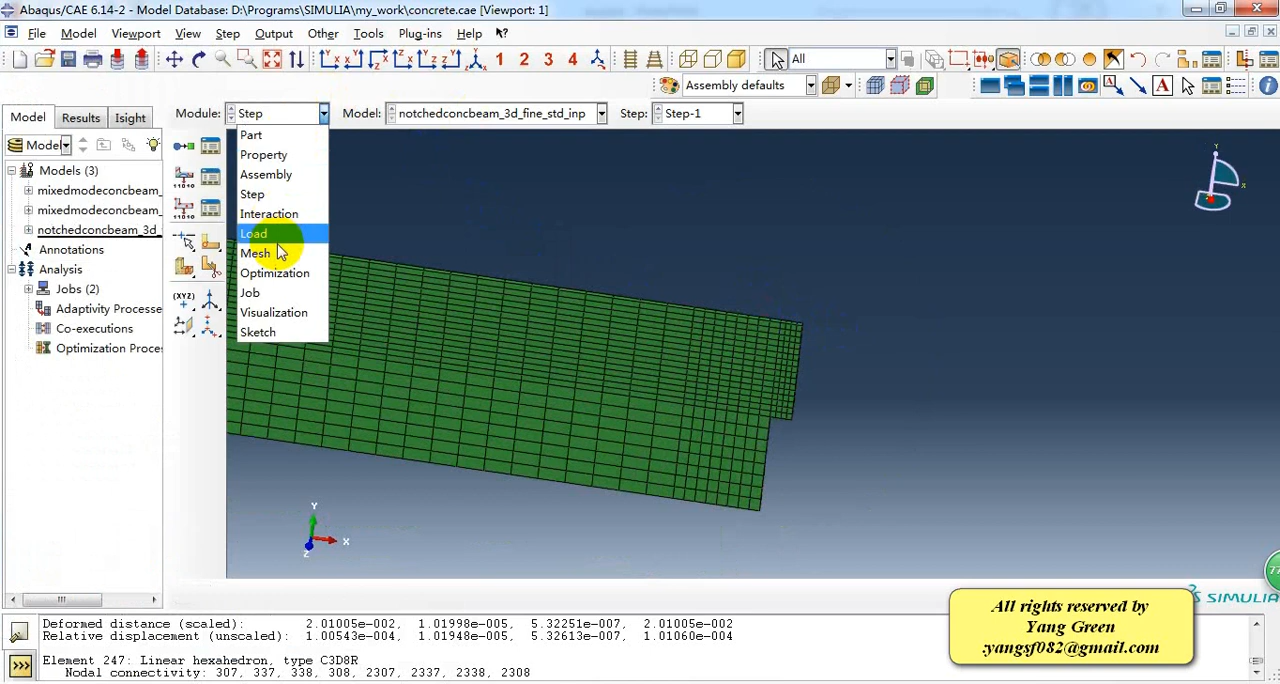 Abaqus/CAE 6.14-2 - Model Database: D:\Programs\SIMULIA\my_work\concrete.cae [Viewport: 1]
File Model Viewport View Step Output Other Tools Plug-ins Help
1 2 3 4 All
Assembly defaults
Model Results Isight
Module: Step Model: notchedconcbeam_3d_fine_std_inp Step: Step-1
Model
Models (3)
mixedmodeconcbeam_
mixedmodeconcbeam_
notchedconcbeam_3d_
Annotations
Analysis
Jobs (2)
Adaptivity Processe
Co-executions
Optimization Proce
Part
Property
Assembly
Step
Interaction
Load
Mesh
Optimization
Job
Visualization
Sketch
Y
X
Y
X
Z
77
SIMULIA
All rights reserved by
Yang Green
:yangsf082@gmail.com
Deformed distance (scaled): 2.01005e-002, 1.01998e-005, 5.32251e-007, 2.01005e-002
Relative displacement (unscaled): 1.00543e-004, 1.01948e-005, 5.32613e-007, 1.01060e-004
Element 247: Linear hexahedron, type C3D8R
Nodal connectivity: 307, 337, 338, 308, 2307, 2337, 2338, 2308